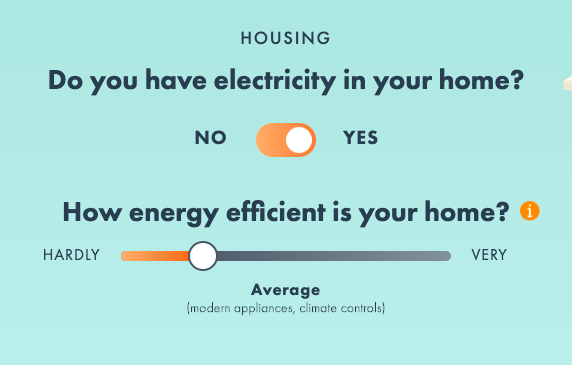 HOUSING
Do you have electricity in your home?
NO YES
How energy efficient is your home? i
HARDLY VERY
Average
(modern appliances, climate controls)